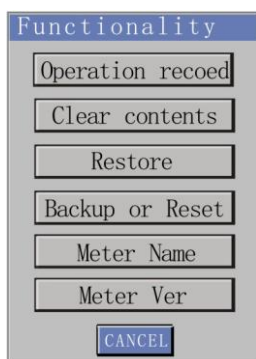 Functionality
Operation recoed
Clear contents
Restore
Backup or Reset
Meter Name
Meter Ver
CANCEL